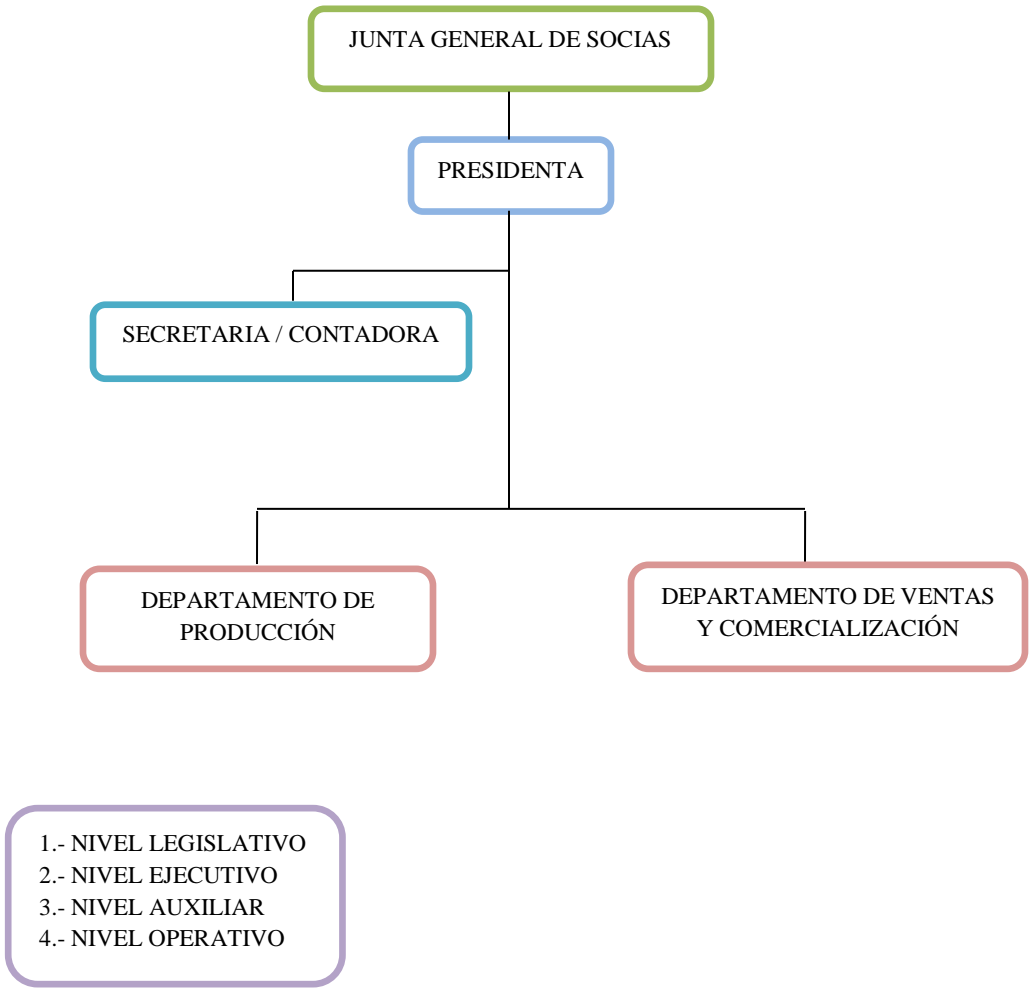 JUNTA GENERAL DE SOCIAS
PRESIDENTA
SECRETARIA / CONTADORA
DEPARTAMENTO DE
PRODUCCIÓN
DEPARTAMENTO DE VENTAS
Y COMERCIALIZACIÓN
1.- NIVEL LEGISLATIVO
2.- NIVEL EJECUTIVO
3.- NIVEL AUXILIAR
4.- NIVEL OPERATIVO